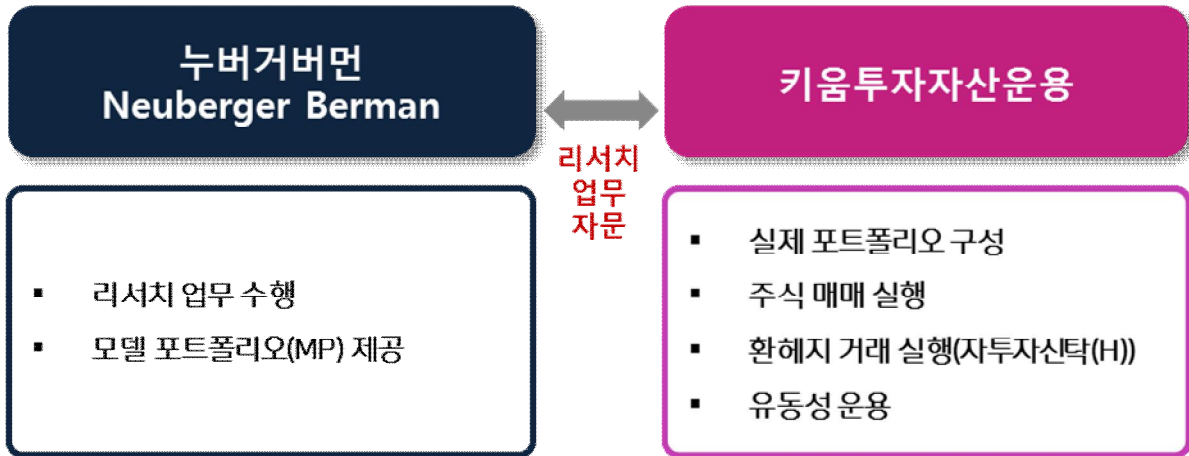 누버거버먼
Neuberger Berman
키움투자자산운용
리서치
업무
자문
▪ 리서치 업무 수행
▪ 모델 포트폴리오(MP) 제공
▪ 실제 포트폴리오 구성
▪ 주식 매매 실행
▪ 환헤지 거래 실행(자투자신탁(H))
▪ 유동성 운용